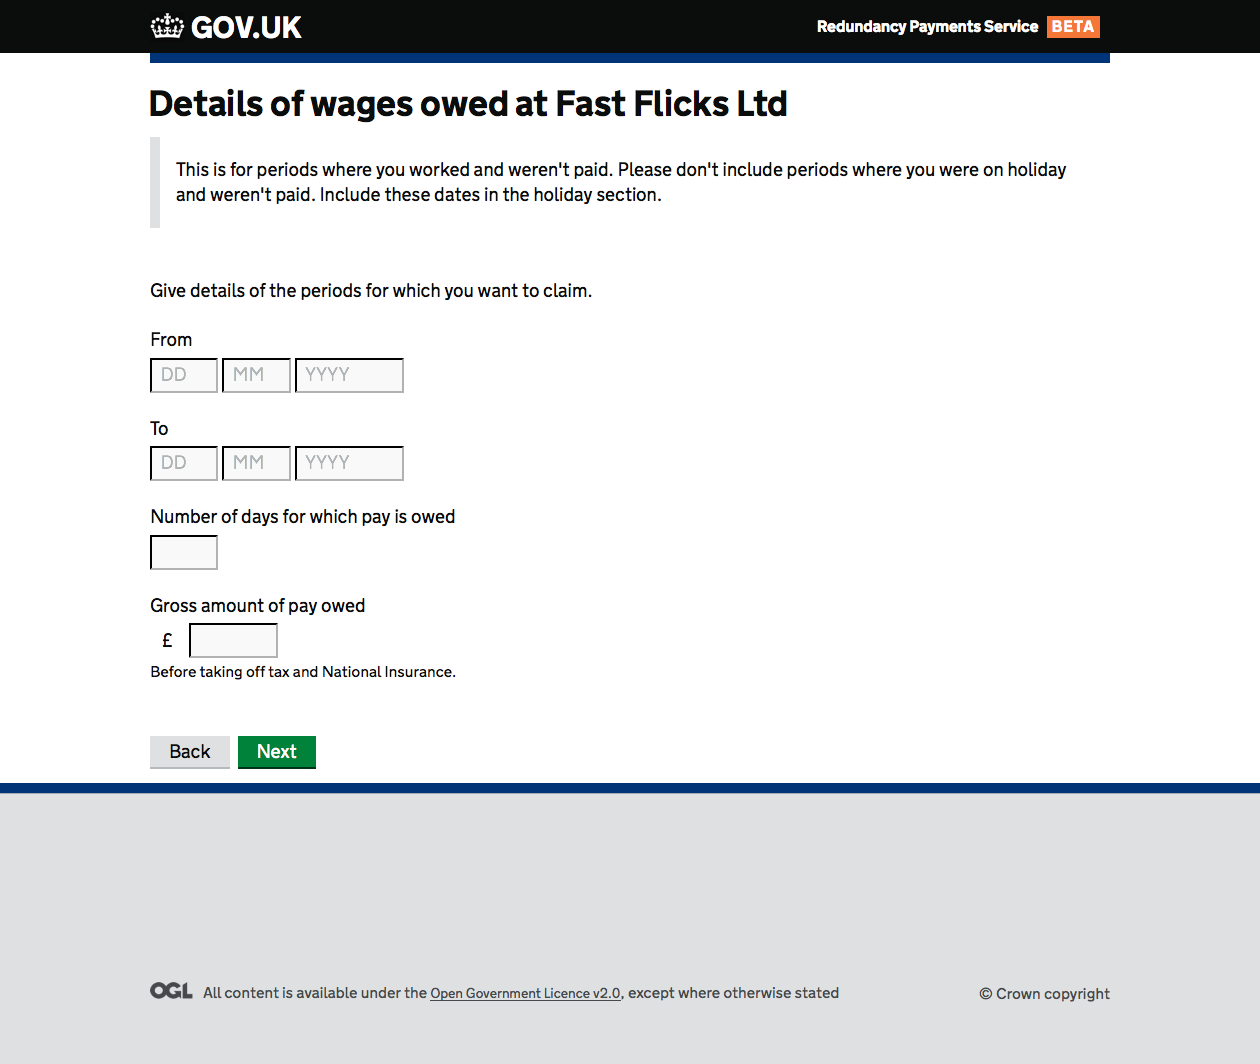 GOV.UK
Redundancy Payments Service BETA
Details of wages owed at Fast Flicks Ltd
This is for periods where you worked and weren't paid. Please don't include periods where you were on holiday
and weren't paid. Include these dates in the holiday section.
Give details of the periods for which you want to claim.
From
DD MM YYYY
To
DD MM YYYY
Number of days for which pay is owed
Gross amount of pay owed
£
Before taking off tax and National Insurance.
Back Next
OGL All content is available under the Open Government Licence v2.0, except where otherwise stated
© Crown copyright